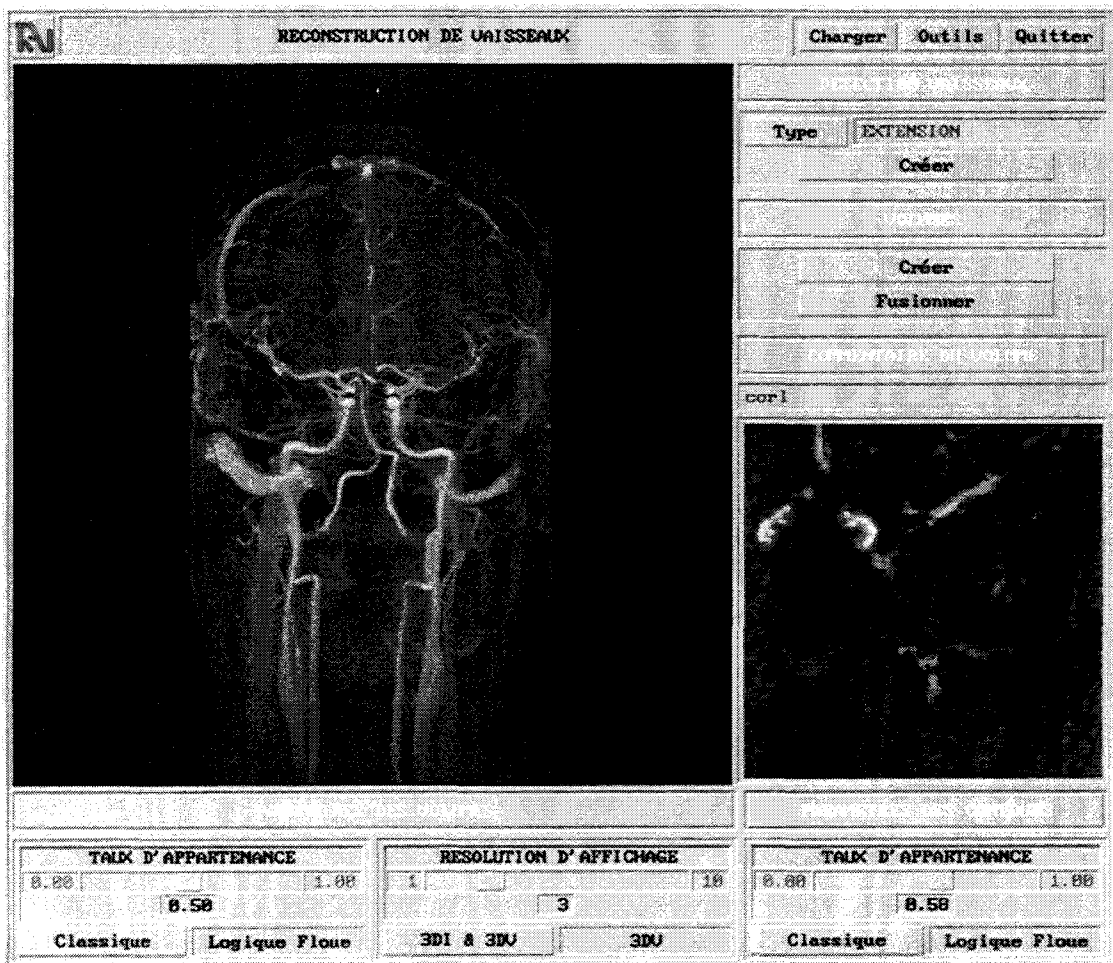 RECONSTRUCTION DE VAISSEAUX
Charger Outils Quitter
Type EXTENSION
Créer
Créer
Fusionner
corl
TAUX D'APPARTENANCE
0.00 1.00
0.50
Classique Logique Floue
RESOLUTION D'AFFICHAGE
1 10
3
3DI & 3DV 3DV
TAUX D'APPARTENANCE
0.00 1.00
0.50
Classique Logique Floue